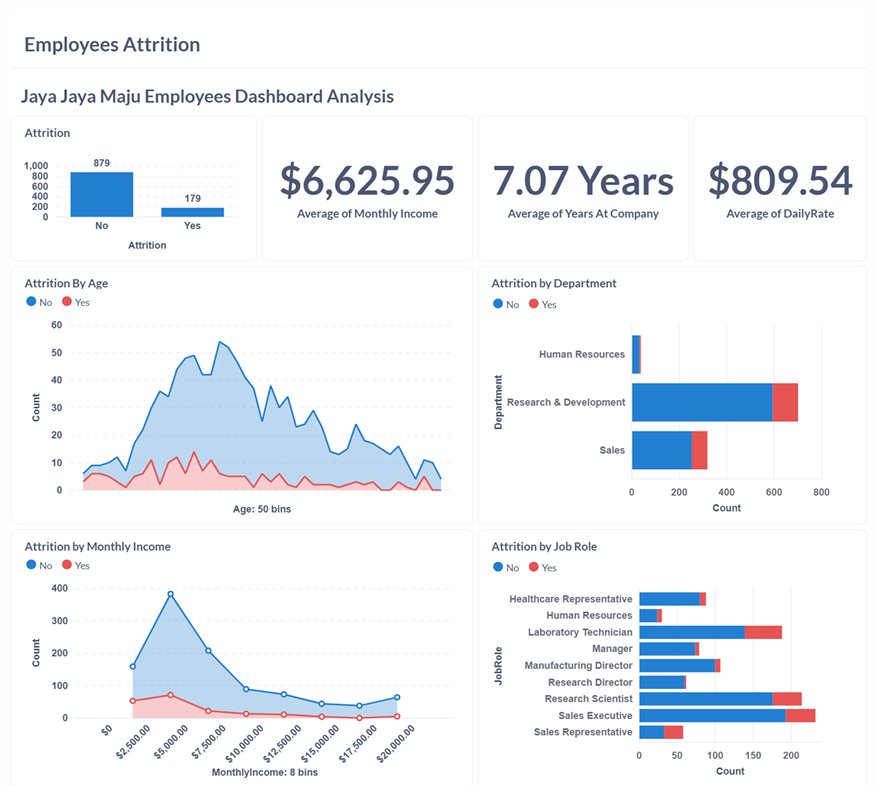 Employees Attrition
Jaya Jaya Maju Employees Dashboard Analysis
Attrition
1,000
800
600
400
200
0
879
179
No
Yes
Attrition
$6,625.95
Average of Monthly Income
7.07 Years
Average of Years At Company
$809.54
Average of DailyRate
Attrition By Age
No Yes
60
50
40
30
20
10
0
Count
Age: 50 bins
Attrition by Department
No Yes
Department
Human Resources
Research & Development
Sales
0 200 400 600 800
Count
Attrition by Monthly Income
No Yes
400
300
200
100
0
Count
$0 $2,500.00 $5,000.00 $7,500.00 $10,000.00 $12,500.00 $15,000.00 $17,500.00 $20,000.00
MonthlyIncome: 8 bins
Attrition by Job Role
No Yes
JobRole
Healthcare Representative
Human Resources
Laboratory Technician
Manager
Manufacturing Director
Research Director
Research Scientist
Sales Executive
Sales Representative
0 50 100 150 200
Count